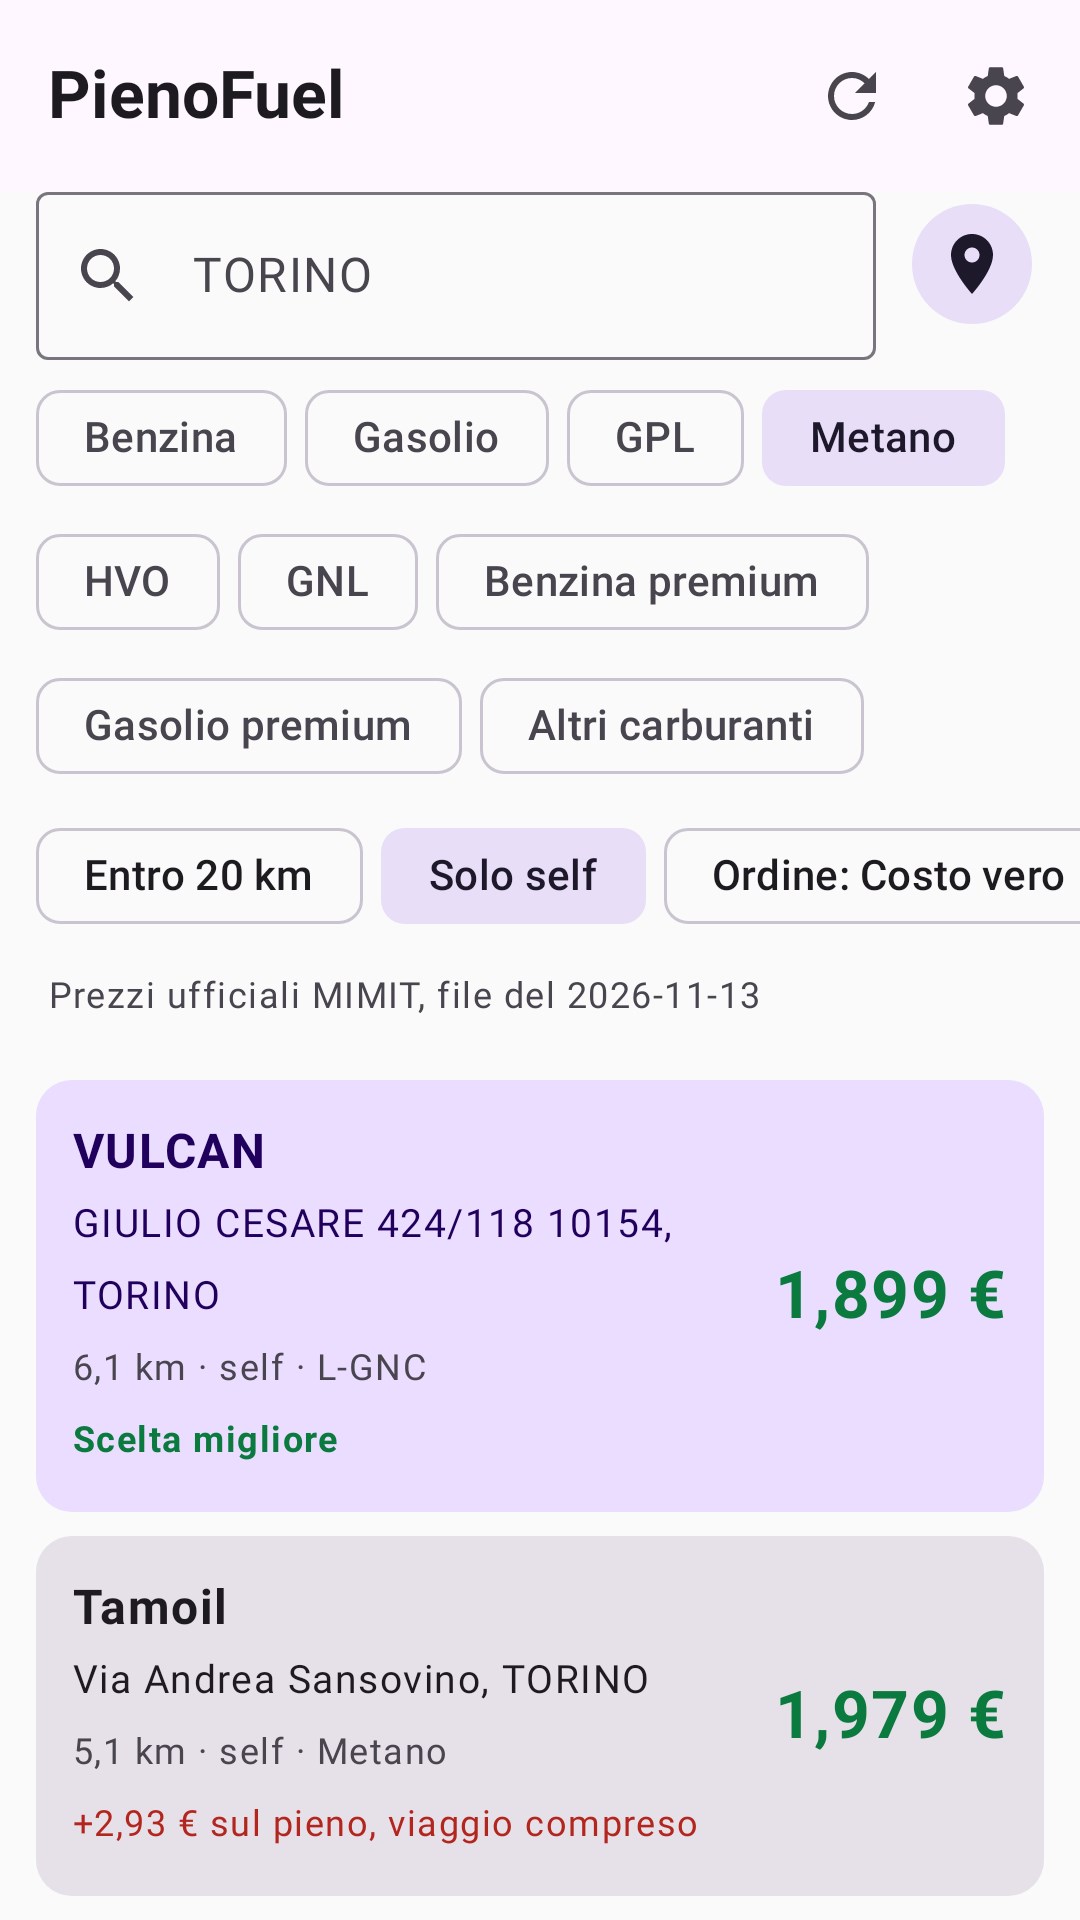 PienoFuel
TORINO
Benzina
Gasolio
GPL
Metano
HVO
GNL
Benzina premium
Gasolio premium
Altri carburanti
Entro 20 km
Solo self
Ordine: Costo vero
Prezzi ufficiali MIMIT, file del 2026-11-13
VULCAN
GIULIO CESARE 424/118 10154,
TORINO
1,899 €
6,1 km · self · L-GNC
Scelta migliore
Tamoil
Via Andrea Sansovino, TORINO
1,979 €
5,1 km · self · Metano
+2,93 € sul pieno, viaggio compreso